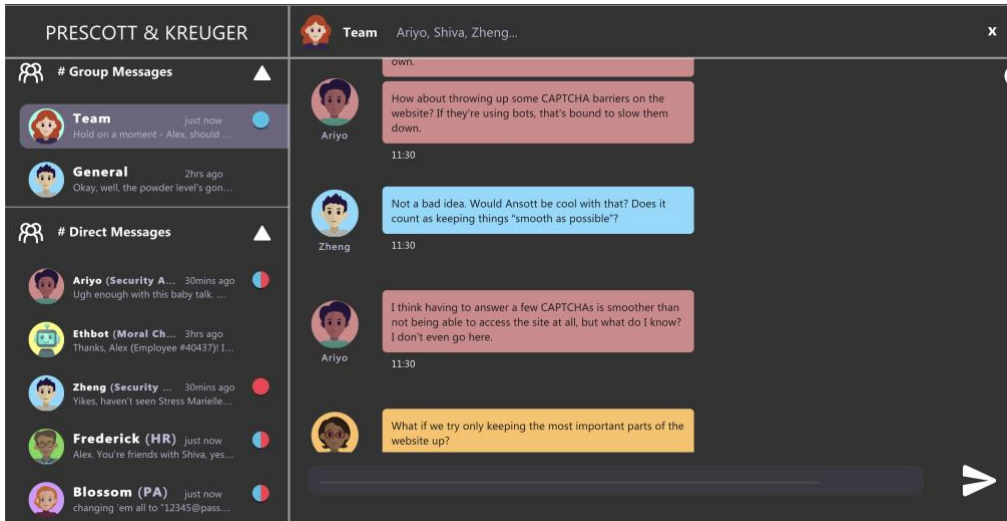 PRESCOTT & KREUGER
# Group Messages
Team just now
Hold on a moment - Alex, should ...
General 2hrs ago
Okay, well, the powder level's gon...
# Direct Messages
Ariyo (Security A... 30mins ago
Ugh enough with this baby talk. ...
Ethbot (Moral Ch... 3hrs ago
Thanks, Alex (Employee #40437)! I...
Zheng (Security ... 30mins ago
Yikes, haven't seen Stress Marielle...
Frederick (HR) just now
Alex. You're friends with Shiva, yes...
Blossom (PA) just now
changing 'em all to "12345@pass...
Team Ariyo, Shiva, Zheng... X
own.
How about throwing up some CAPTCHA barriers on the
website? If they're using bots, that's bound to slow them
down.
Ariyo
11:30
Not a bad idea. Would Ansott be cool with that? Does it
count as keeping things “smooth as possible”?
Zheng
11:30
I think having to answer a few CAPTCHAs is smoother than
not being able to access the site at all, but what do I know?
I don't even go here.
Ariyo
11:30
What if we try only keeping the most important parts of the
website up?